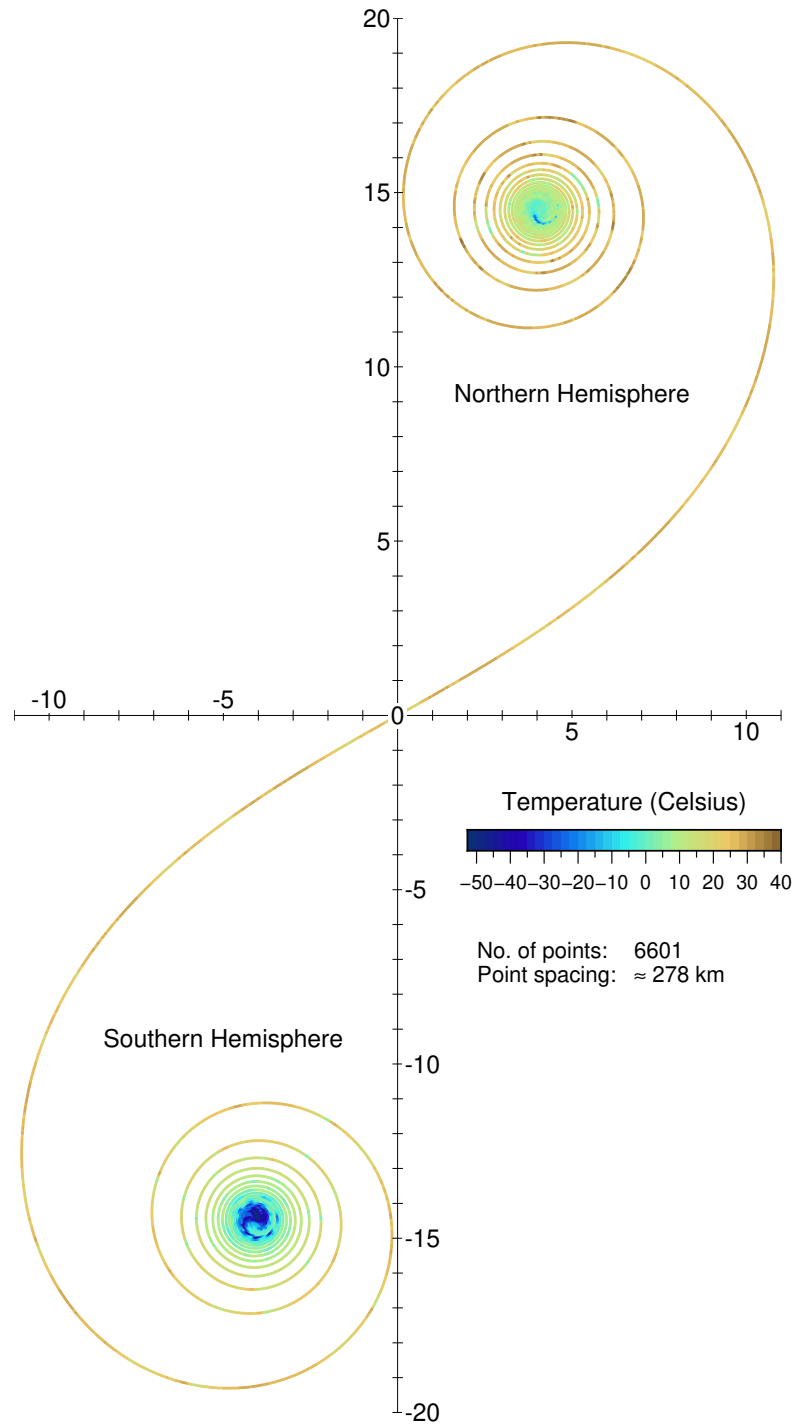 20
15
10
Northern Hemisphere
5
-10 -5 0 5 10
Temperature (Celsius)
−50 −40 −30 −20 −10 0 10 20 30 40
-5
No. of points: 6601
Point spacing: ≈ 278 km
Southern Hemisphere
-10
-15
-20